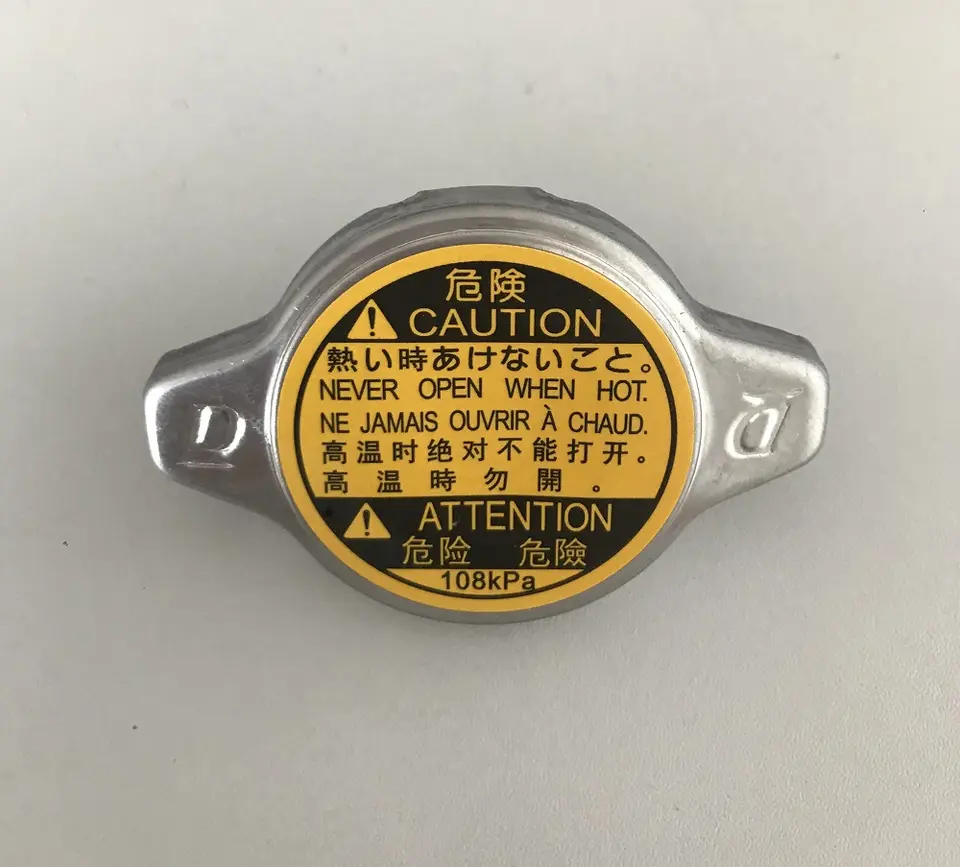 危険
CAUTION
熱い時あけないこと。
NEVER OPEN WHEN HOT.
NE JAMAIS OUVRIR À CHAUD.
高温时绝对不能打开。
高温時勿開。
ATTENTION
危险 危險
108kPa
D
D